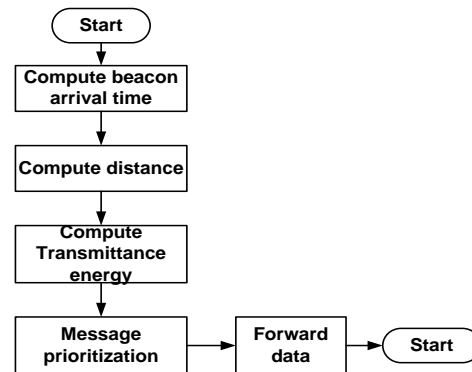 Start
Compute beacon
arrival time
Compute distance
Compute
Transmittance
energy
Message
prioritization
Forward
data
Start